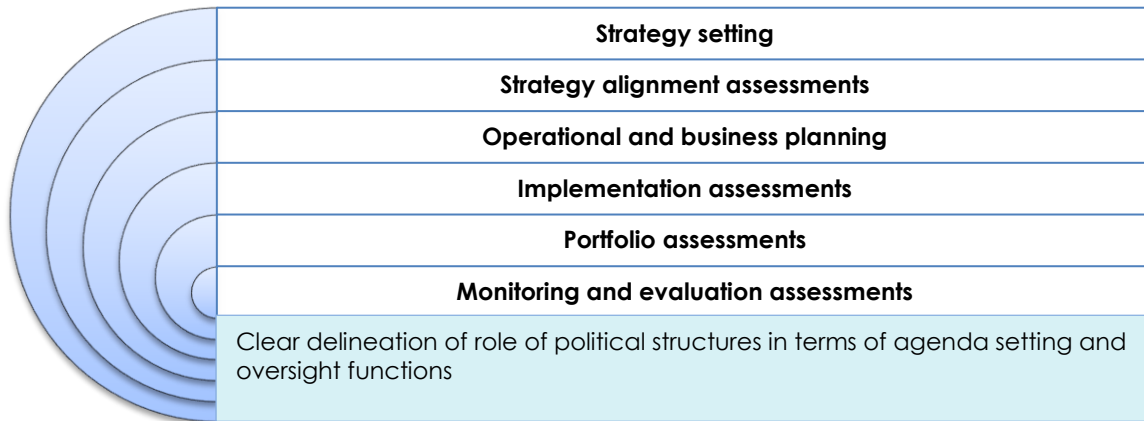 Strategy setting
Strategy alignment assessments
Operational and business planning
Implementation assessments
Portfolio assessments
Monitoring and evaluation assessments
Clear delineation of role of political structures in terms of agenda setting and
oversight functions